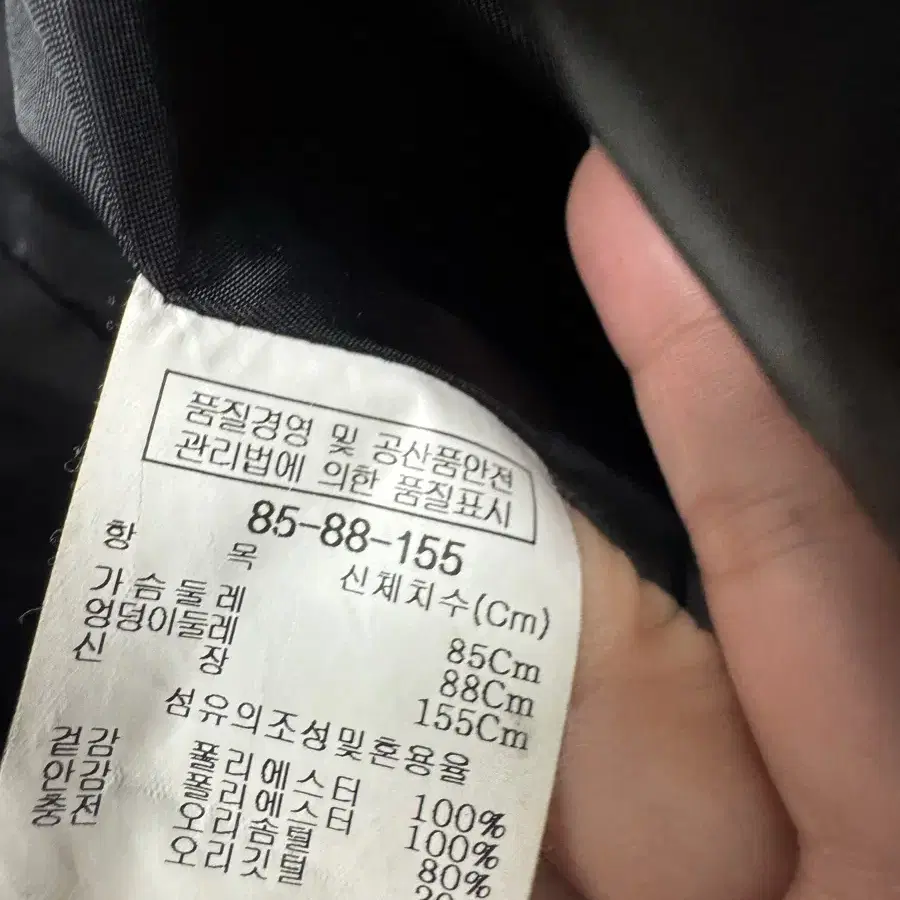 품질경영 및 공산품안전
관리법에 의한 품질표시
85-88-155
항 목 신체치수(Cm)
가슴둘레 85Cm
엉덩이둘레 88Cm
신 장 155Cm
섬유의조성및혼용율
겉감 폴리에스터 100%
안감 폴리에스터 100%
충전 오리솜털 80%
오리깃털